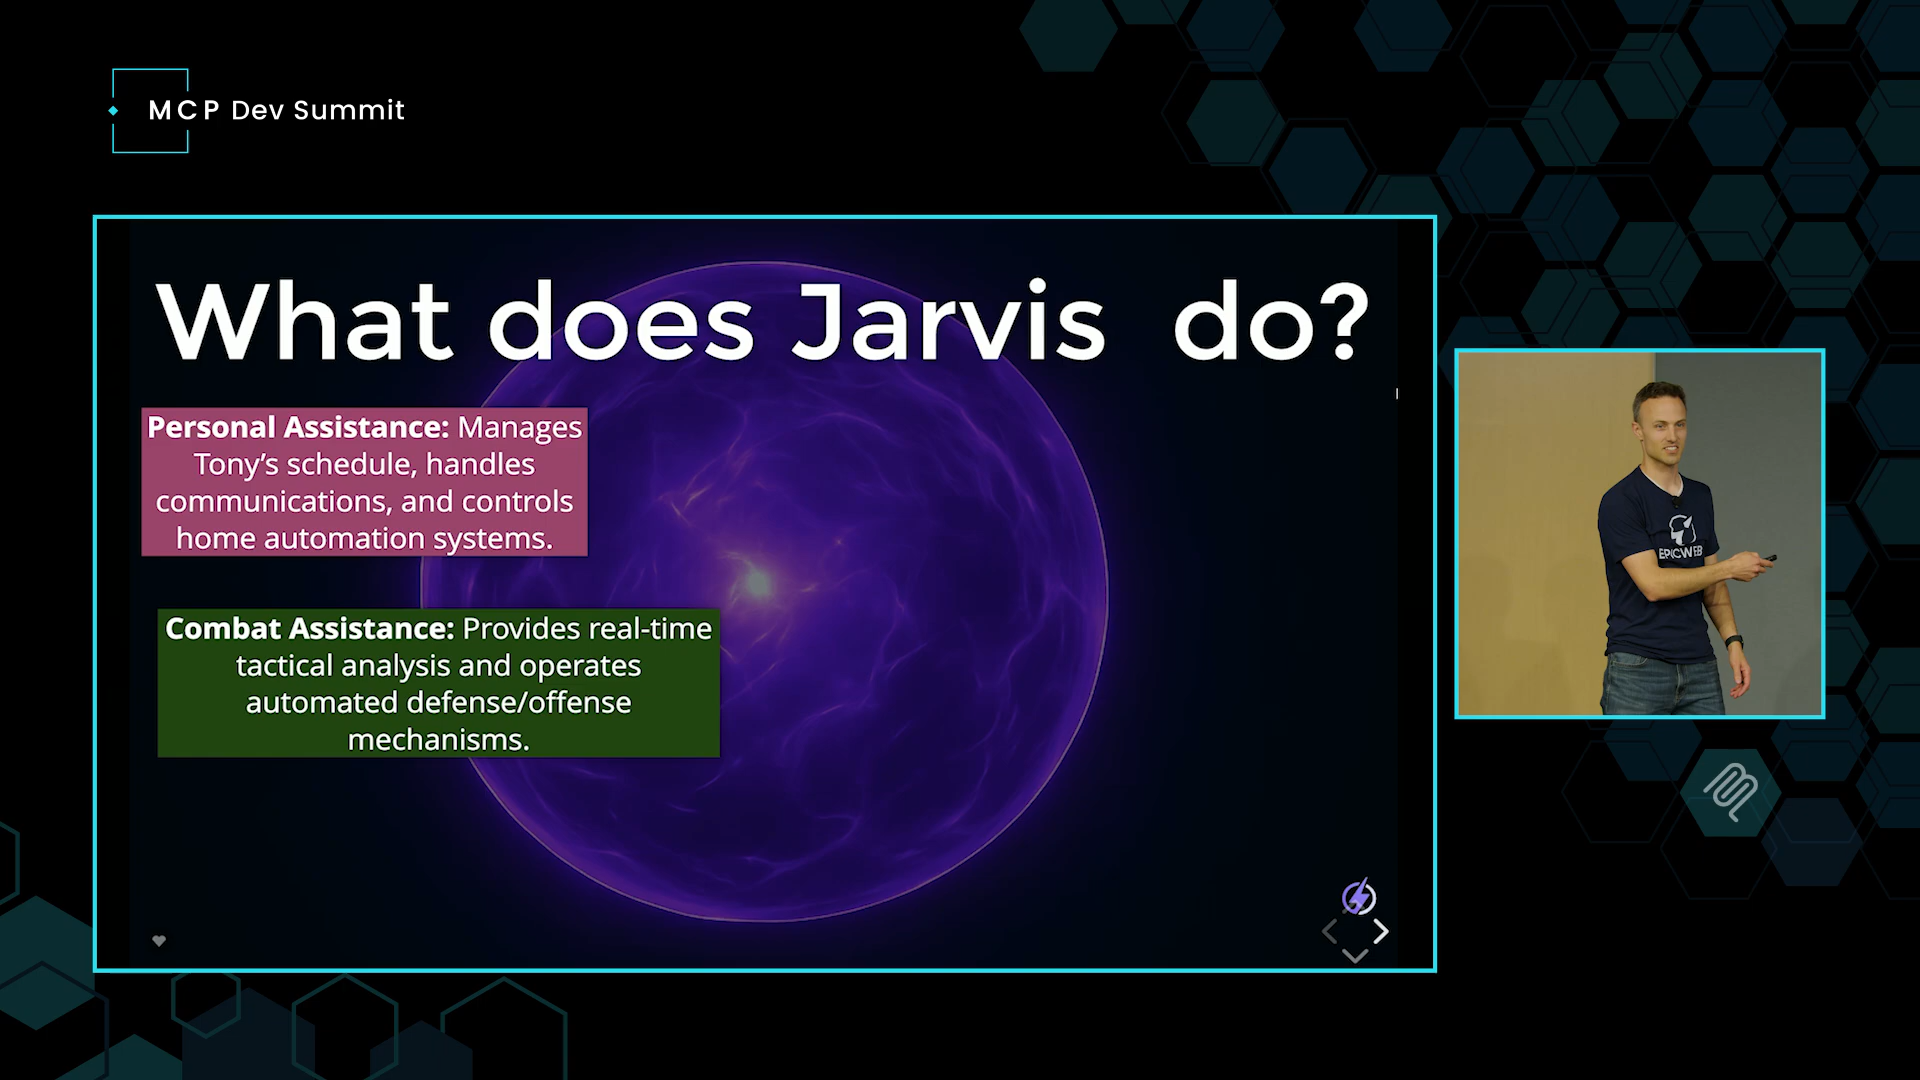 MCP Dev Summit
What does Jarvis do?
Personal Assistance: Manages
Tony's schedule, handles
communications, and controls
home automation systems.
Combat Assistance: Provides real-time
tactical analysis and operates
automated defense/offense
mechanisms.
EPICWEB